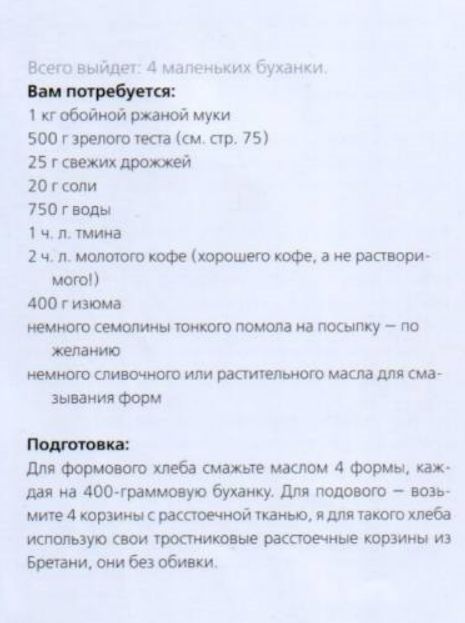 Всего выйдет: 4 маленьких буханки.
Вам потребуется:
1 кг обойной ржаной муки
500 г зрелого теста (см. стр. 75)
25 г свежих дрожжей
20 г соли
750 г воды
1 ч. л. тмина
2 ч. л. молотого кофе (хорошего кофе, а не раствори-
мого!)
400 г изюма
немного семолины тонкого помола на посыпку — по
желанию
немного сливочного или растительного масла для сма-
зывания форм
Подготовка:
Для формового хлеба смажьте маслом 4 формы, каж-
дая на 400-граммовую буханку. Для подового — возь-
мите 4 корзины с расстоечной тканью, я для такого хлеба
использую свои тростниковые расстоечные корзины из
Бретани, они без обивки.